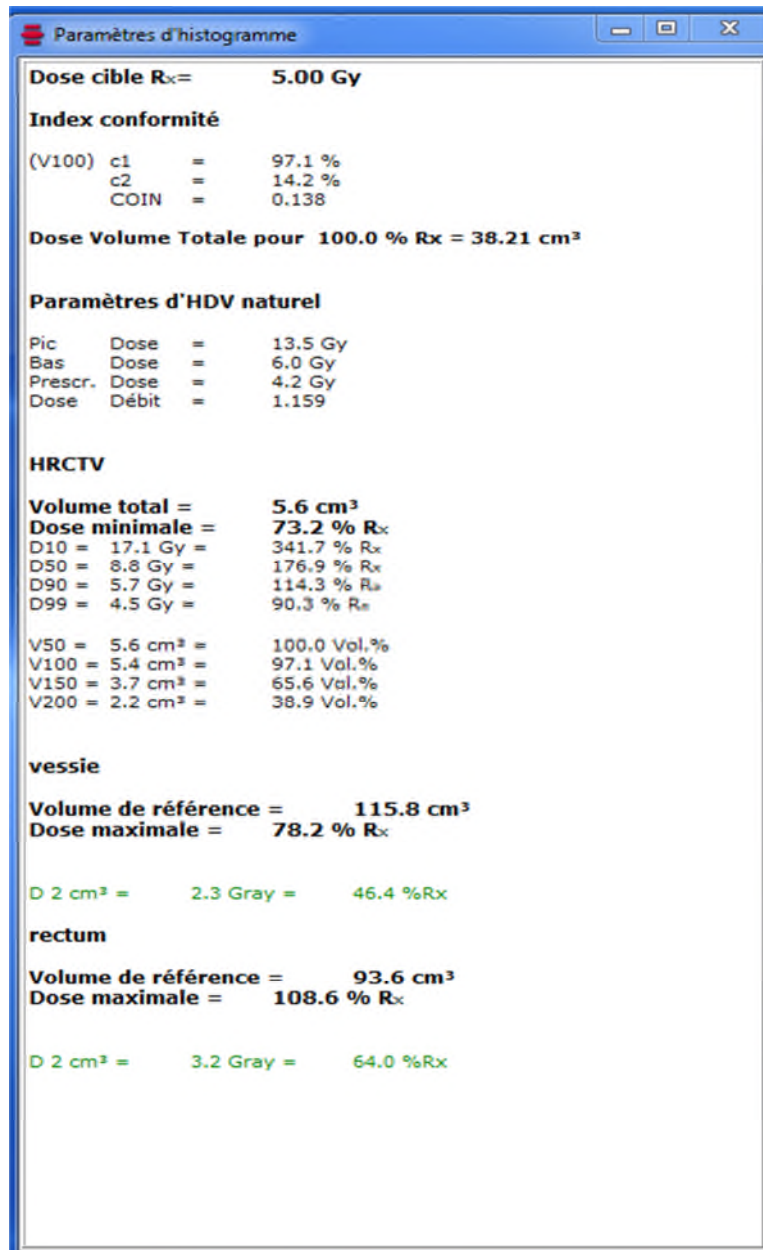 Paramètres d'histogramme
Dose cible Rx= 5.00 Gy
Index conformité
(V100) c1 = 97.1 %
c2 = 14.2 %
COIN = 0.138
Dose Volume Totale pour 100.0 % Rx = 38.21 cm³
Paramètres d'HDV naturel
Pic Dose = 13.5 Gy
Bas Dose = 6.0 Gy
Prescr. Dose = 4.2 Gy
Dose Débit = 1.159
HRCTV
Volume total = 5.6 cm³
Dose minimale = 73.2 % Rx
D10 = 17.1 Gy = 341.7 % Rx
D50 = 8.8 Gy = 176.9 % Rx
D90 = 5.7 Gy = 114.3 % Rx
D99 = 4.5 Gy = 90.3 % Rx
V50 = 5.6 cm³ = 100.0 Vol.%
V100 = 5.4 cm³ = 97.1 Vol.%
V150 = 3.7 cm³ = 65.6 Vol.%
V200 = 2.2 cm³ = 38.9 Vol.%
vessie
Volume de référence = 115.8 cm³
Dose maximale = 78.2 % Rx
D 2 cm³ = 2.3 Gray = 46.4 %Rx
rectum
Volume de référence = 93.6 cm³
Dose maximale = 108.6 % Rx
D 2 cm³ = 3.2 Gray = 64.0 %Rx